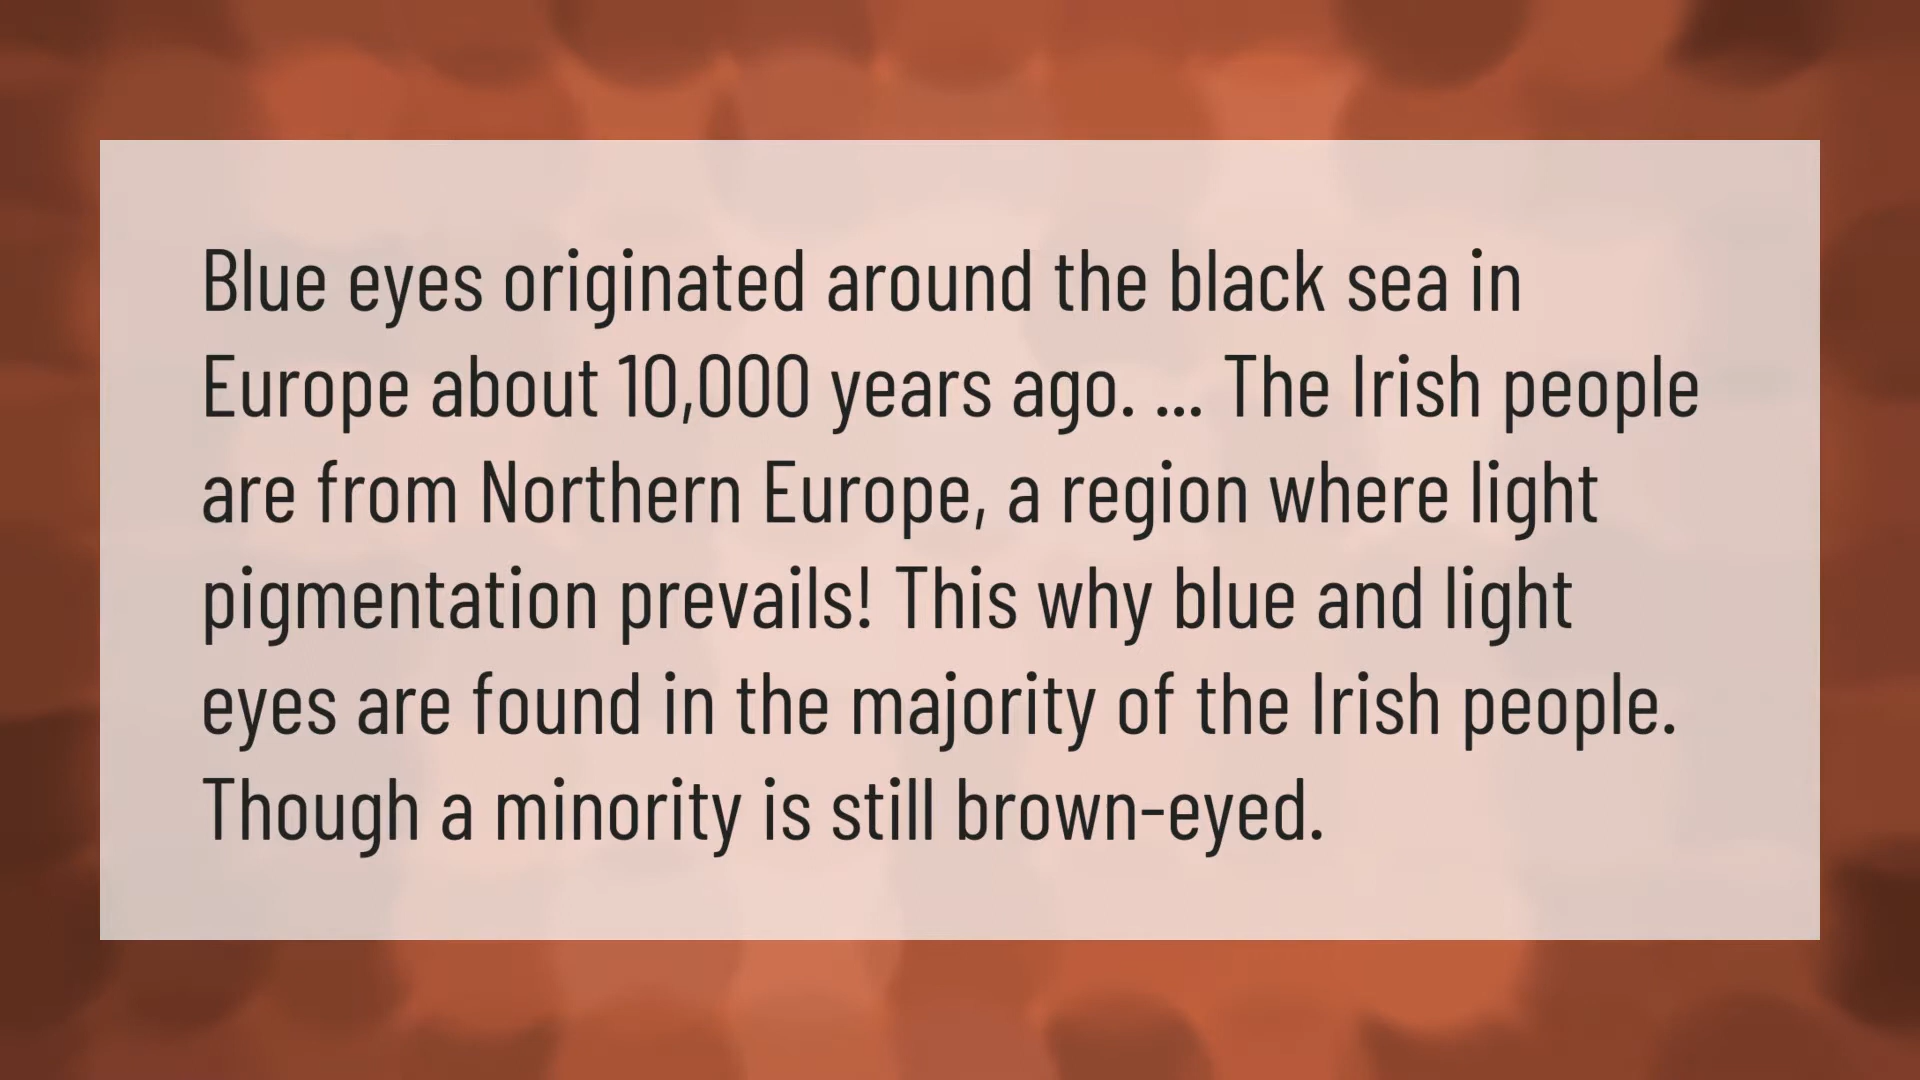 Blue eyes originated around the black sea in
Europe about 10,000 years ago. ... The Irish people
are from Northern Europe, a region where light
pigmentation prevails! This why blue and light
eyes are found in the majority of the Irish people.
Though a minority is still brown-eyed.